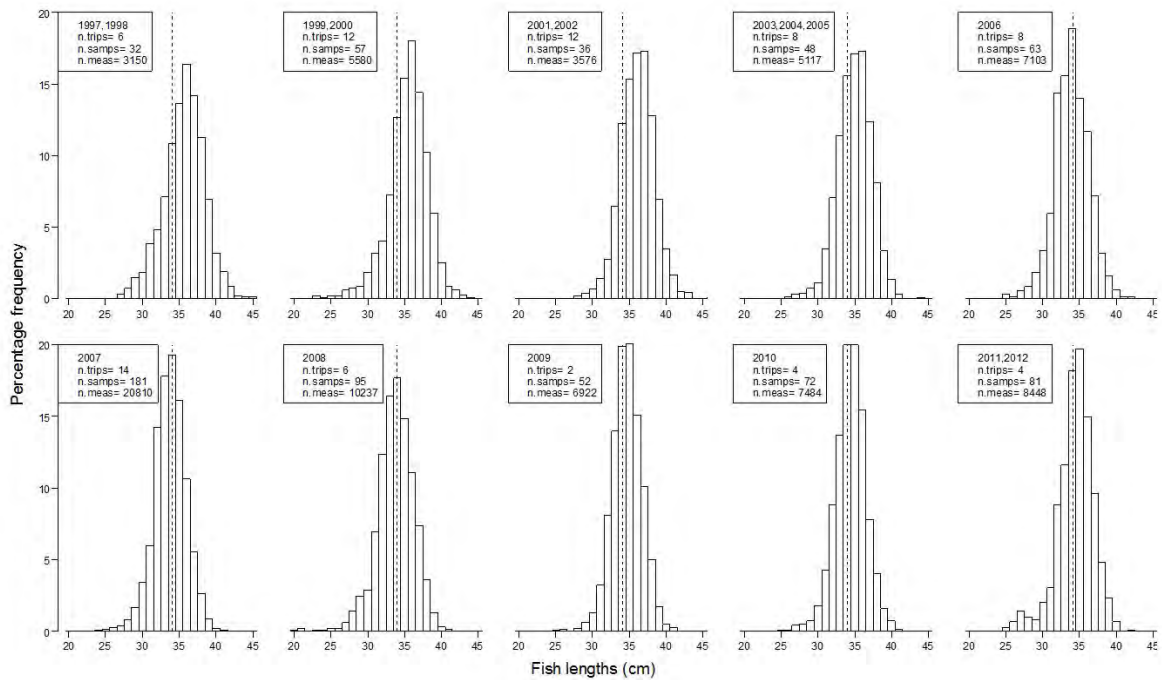 1997,1998
n.trips= 6
n.samps= 32
n.meas= 3150
1999,2000
n.trips= 12
n.samps= 57
n.meas= 5580
2001,2002
n.trips= 12
n.samps= 36
n.meas= 3576
2003,2004,2005
n.trips= 8
n.samps= 48
n.meas= 5117
2006
n.trips= 8
n.samps= 63
n.meas= 7103
20
15
10
5
0
20 25 30 35 40 45
20 25 30 35 40 45
20 25 30 35 40 45
20 25 30 35 40 45
20 25 30 35 40 45
Percentage frequency
2007
n.trips= 14
n.samps= 181
n.meas= 20810
2008
n.trips= 6
n.samps= 95
n.meas= 10237
2009
n.trips= 2
n.samps= 52
n.meas= 6922
2010
n.trips= 4
n.samps= 72
n.meas= 7484
2011,2012
n.trips= 4
n.samps= 81
n.meas= 8448
20
15
10
5
0
20 25 30 35 40 45
20 25 30 35 40 45
20 25 30 35 40 45
20 25 30 35 40 45
20 25 30 35 40 45
Fish lengths (cm)